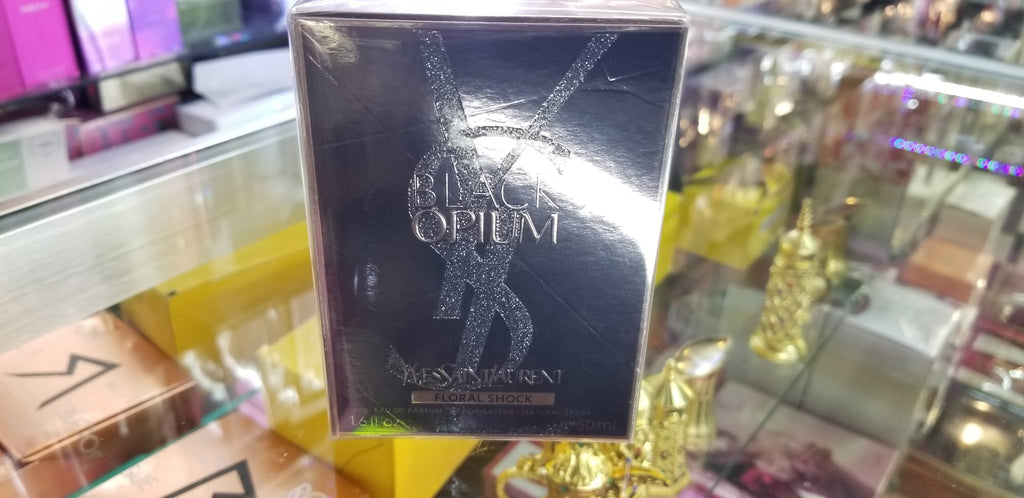 BLACK
OPIUM
YVES SAINT LAURENT
FLORAL SHOCK
EAU DE PARFUM · VAPORISATEUR · NATURAL SPRAY
1.6 fl OZ 50 ml